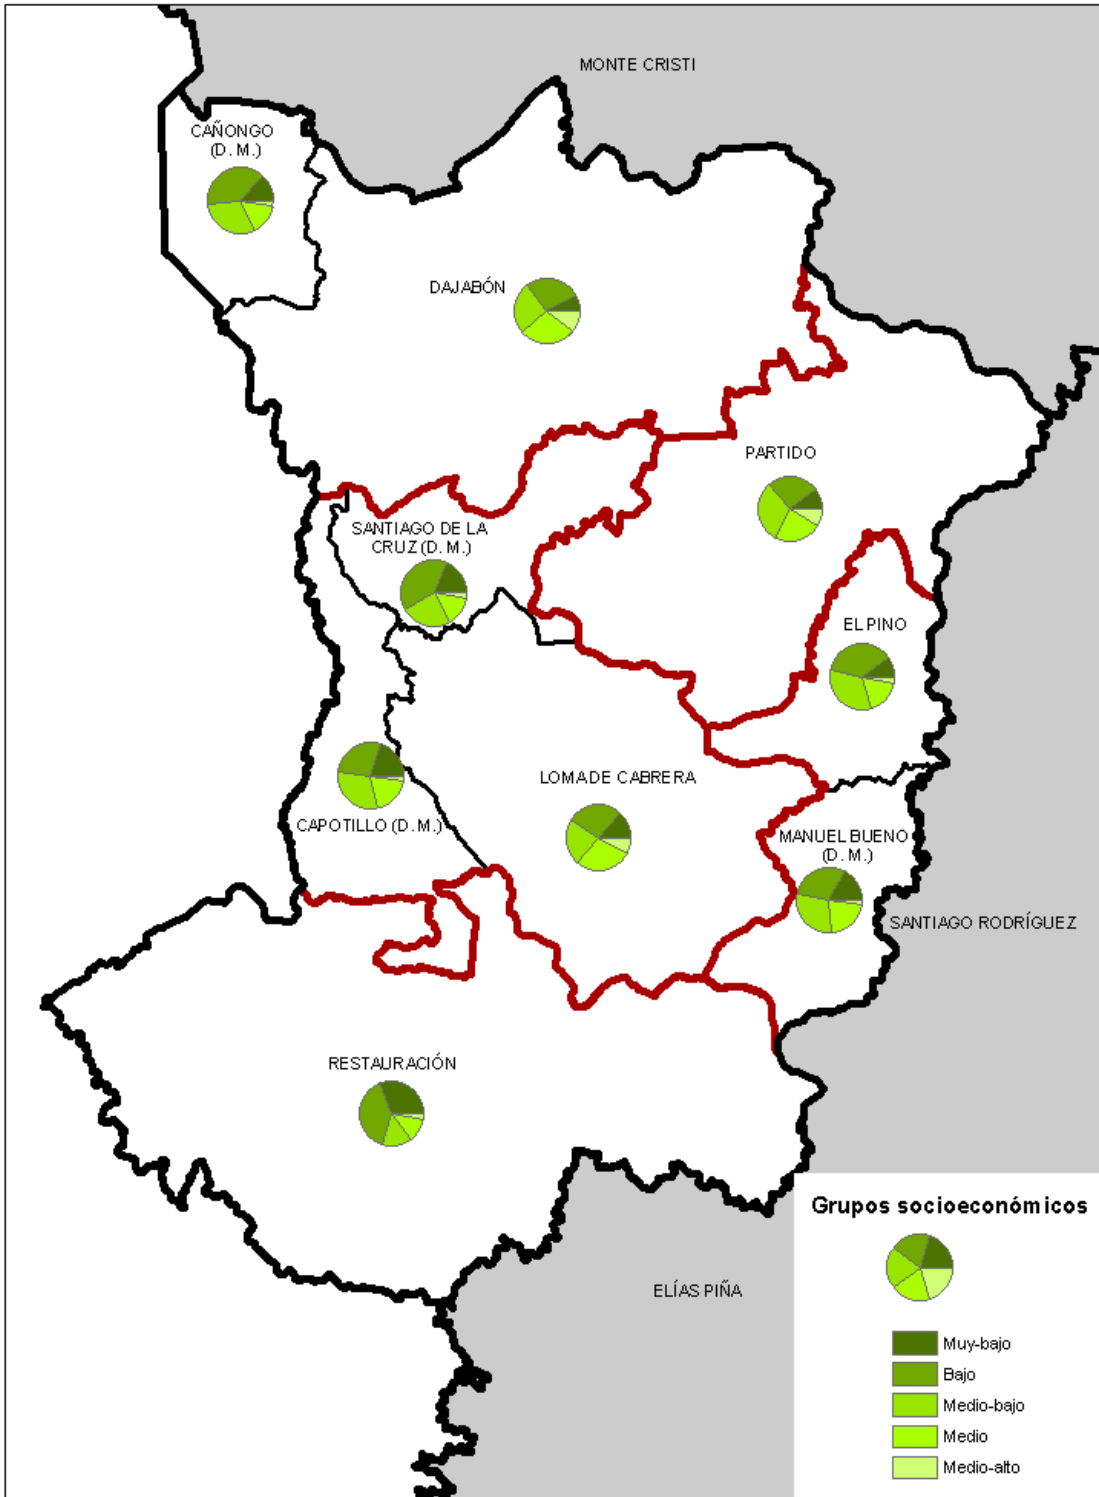 MONTE CRISTI
CAÑONGO
(D. M.)
DAJABÓN
PARTIDO
SANTIAGO DE LA
CRUZ (D. M.)
EL PINO
LOMA DE CABRERA
CAPOTILLO (D. M.)
MANUEL BUENO
(D. M.)
SANTIAGO RODRÍGUEZ
RESTAURACIÓN
ELÍAS PIÑA
Grupos socioeconómicos
Muy-bajo
Bajo
Medio-bajo
Medio
Medio-alto